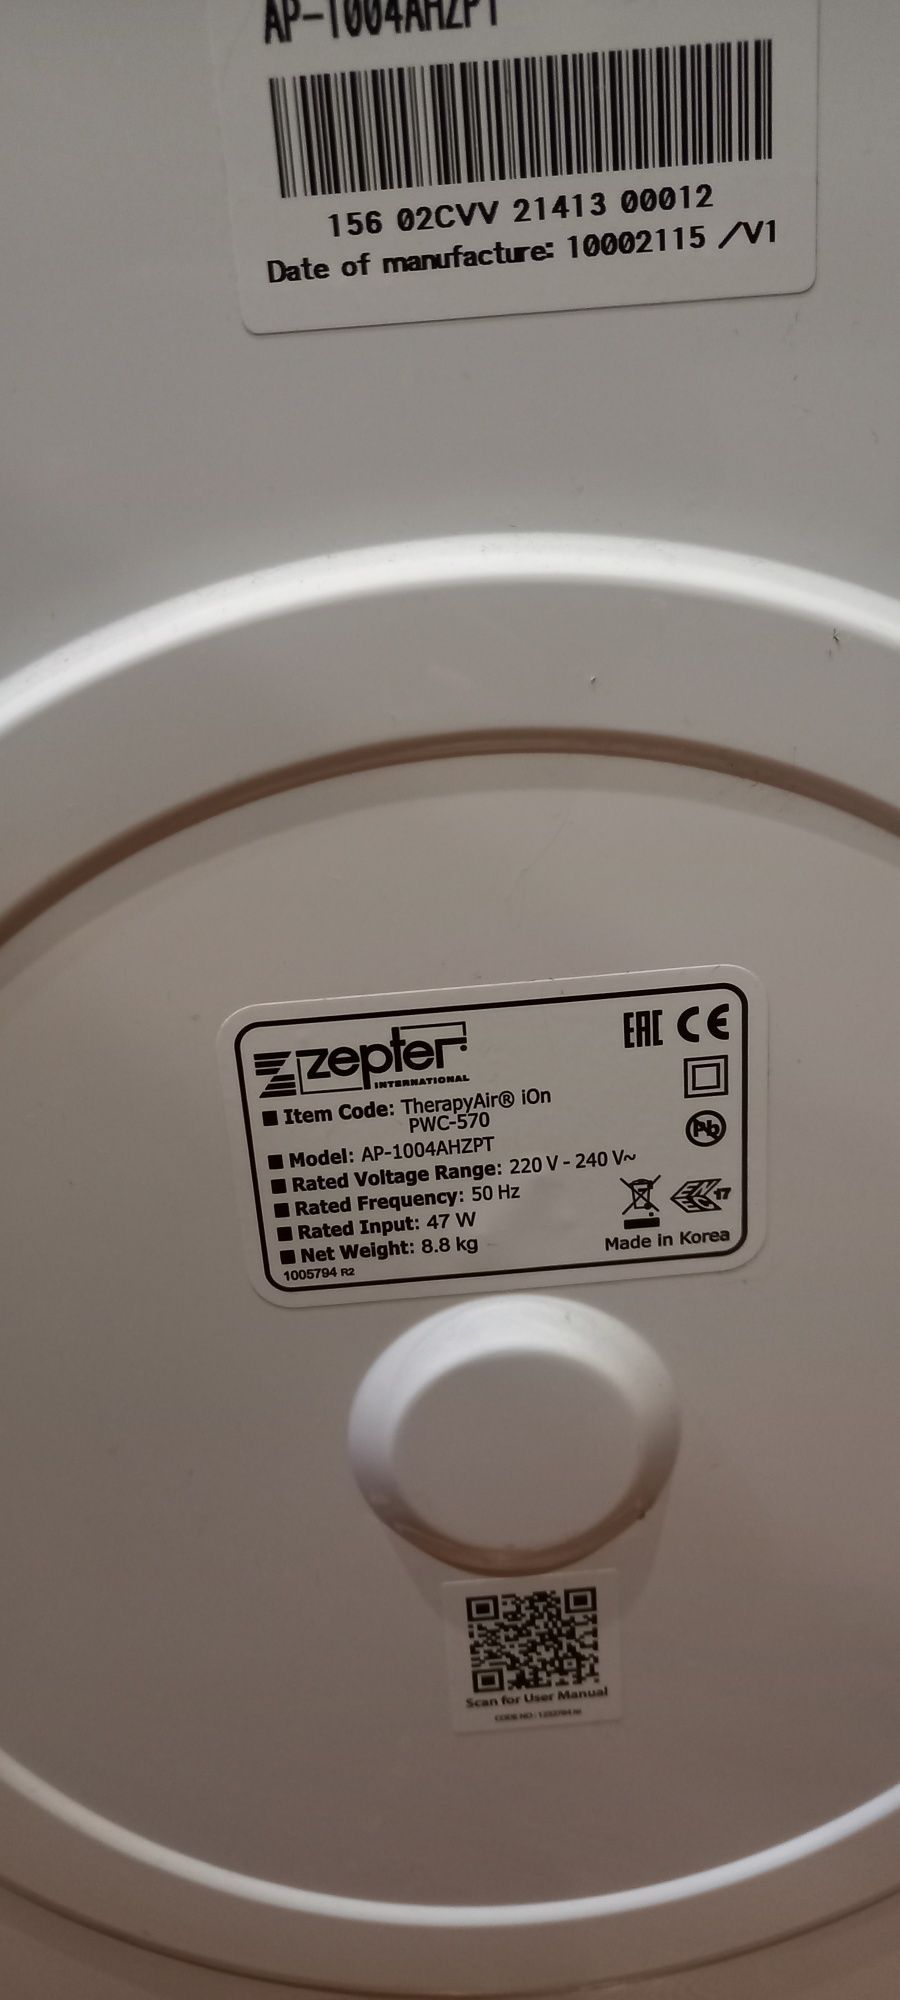 AP-1004AHZPT
156 02CVV 21413 00012
Date of manufacture: 10002115 /V1
zepter
INTERNATIONAL
EAC CE
■ Item Code: TherapyAir® iOn
PWC-570
Pb
■ Model: AP-1004AHZPT
■ Rated Voltage Range: 220 V - 240 V~
■ Rated Frequency: 50 Hz
■ Rated Input: 47 W
17
■ Net Weight: 8.8 kg
Made in Korea
1005794 R2
Scan for User Manual
CODE NO :